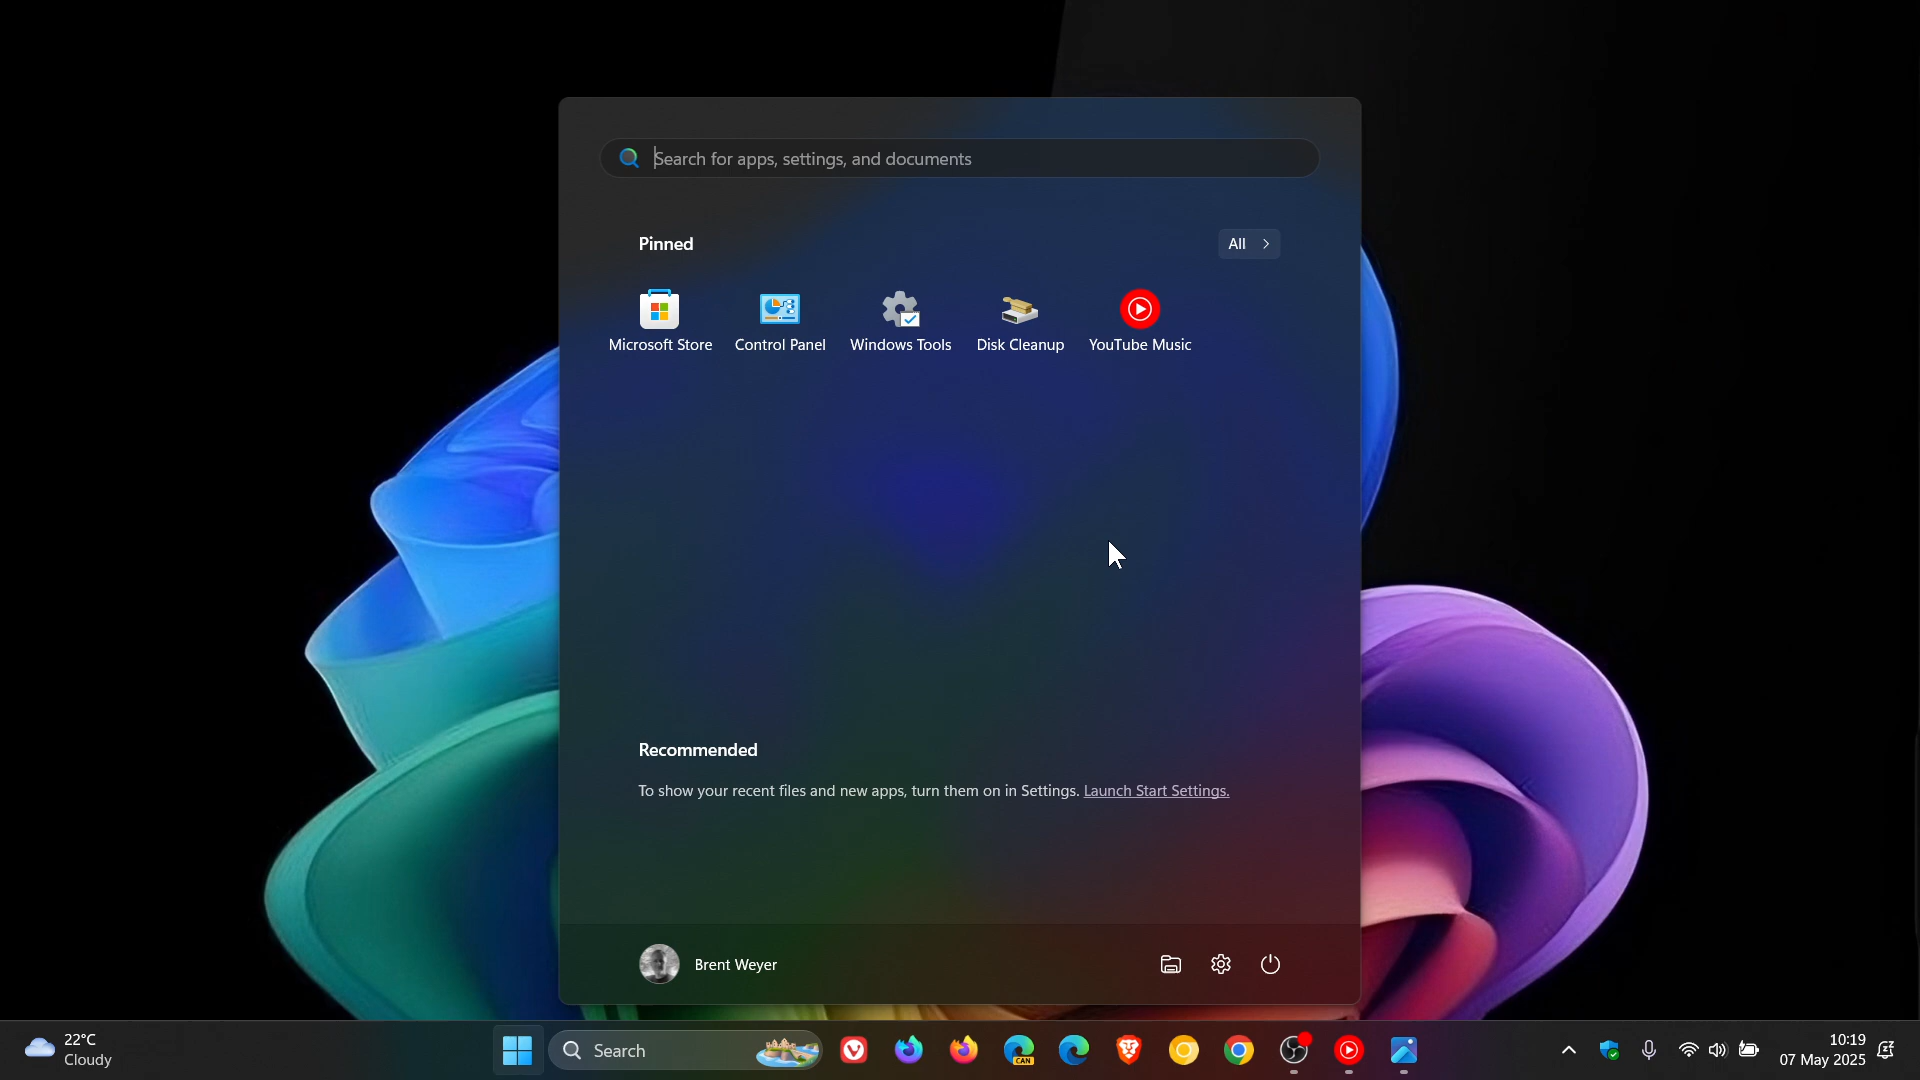 Search for apps, settings, and documents
Pinned
All
Microsoft Store
Control Panel
Windows Tools
Disk Cleanup
YouTube Music
Recommended
To show your recent files and new apps, turn them on in Settings. Launch Start Settings.
Brent Weyer
22°C
Cloudy
Search
CAN
10:19
07 May 2025